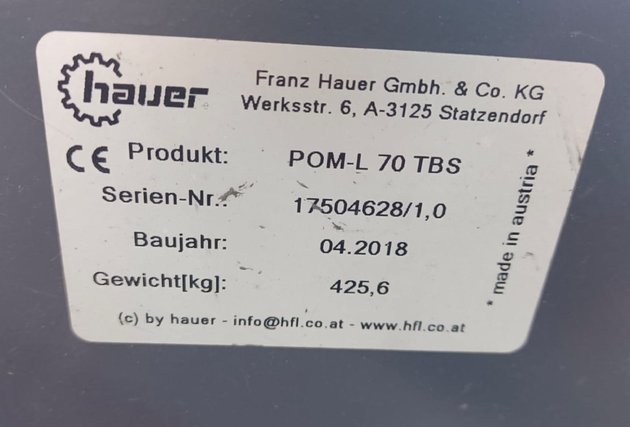 hauer
Franz Hauer Gmbh. & Co. KG
Werksstr. 6, A-3125 Statzendorf
CE Produkt: POM-L 70 TBS
Serien-Nr.: 17504628/1,0
Baujahr: 04.2018
Gewicht[kg]: 425,6
(c) by hauer - info@hfl.co.at - www.hfl.co.at
* made in austria *